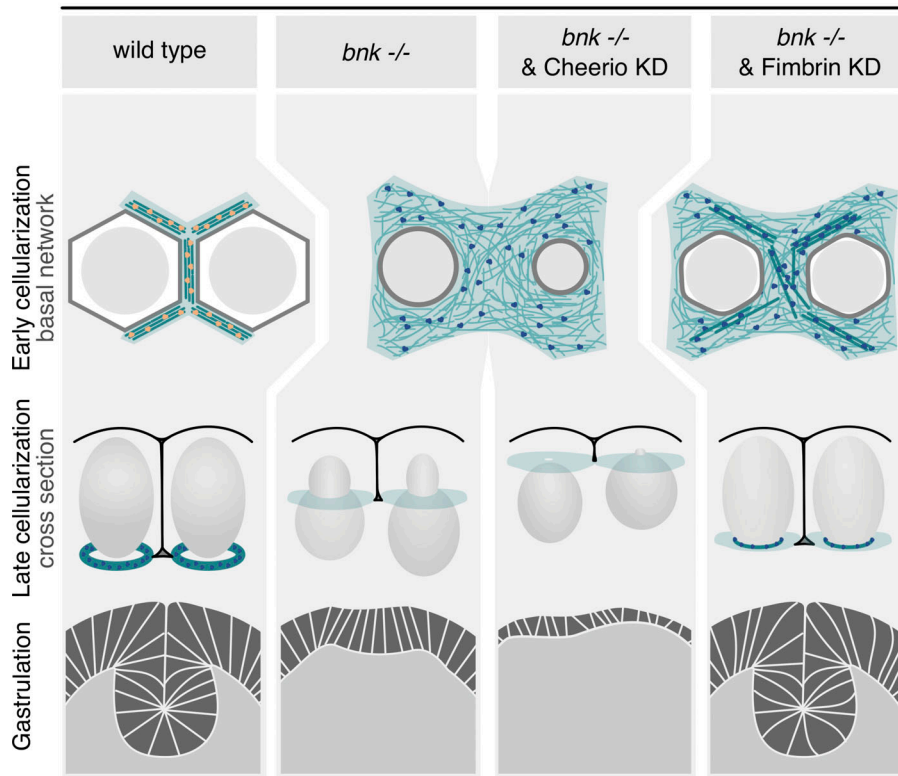 wild type
bnk -/-
bnk -/-
& Cheerio KD
bnk -/-
& Fimbrin KD
Early cellularization
basal network
Late cellularization
cross section
Gastrulation